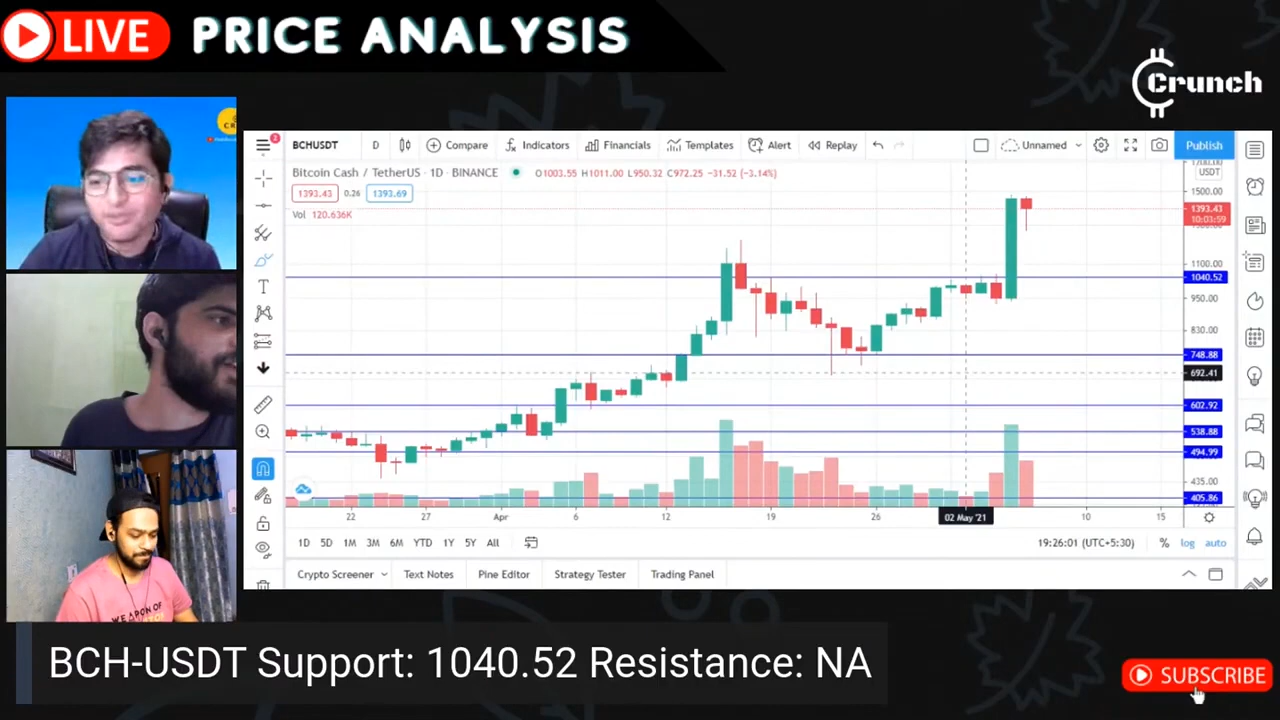 LIVE PRICE ANALYSIS
Crunch
BCHUSDT D Compare Indicators Financials Templates Alert Replay Unnamed Publish
Bitcoin Cash / TetherUS · 1D · BINANCE O1003.55 H1011.00 L950.32 C972.25 -31.52 (-3.14%)
1393.43 0.26 1393.69
Vol 120.636K
USDT
1500.00
1393.43
10:03:59
1100.00
1040.52
950.00
830.00
748.88
692.41
602.92
538.88
494.99
435.00
405.86
22 27 Apr 6 12 19 26 02 May '21 10 15
1D 5D 1M 3M 6M YTD 1Y 5Y All 19:26:01 (UTC+5:30) % log auto
Crypto Screener Text Notes Pine Editor Strategy Tester Trading Panel
WEAPON OF
BCH-USDT Support: 1040.52 Resistance: NA
SUBSCRIBE